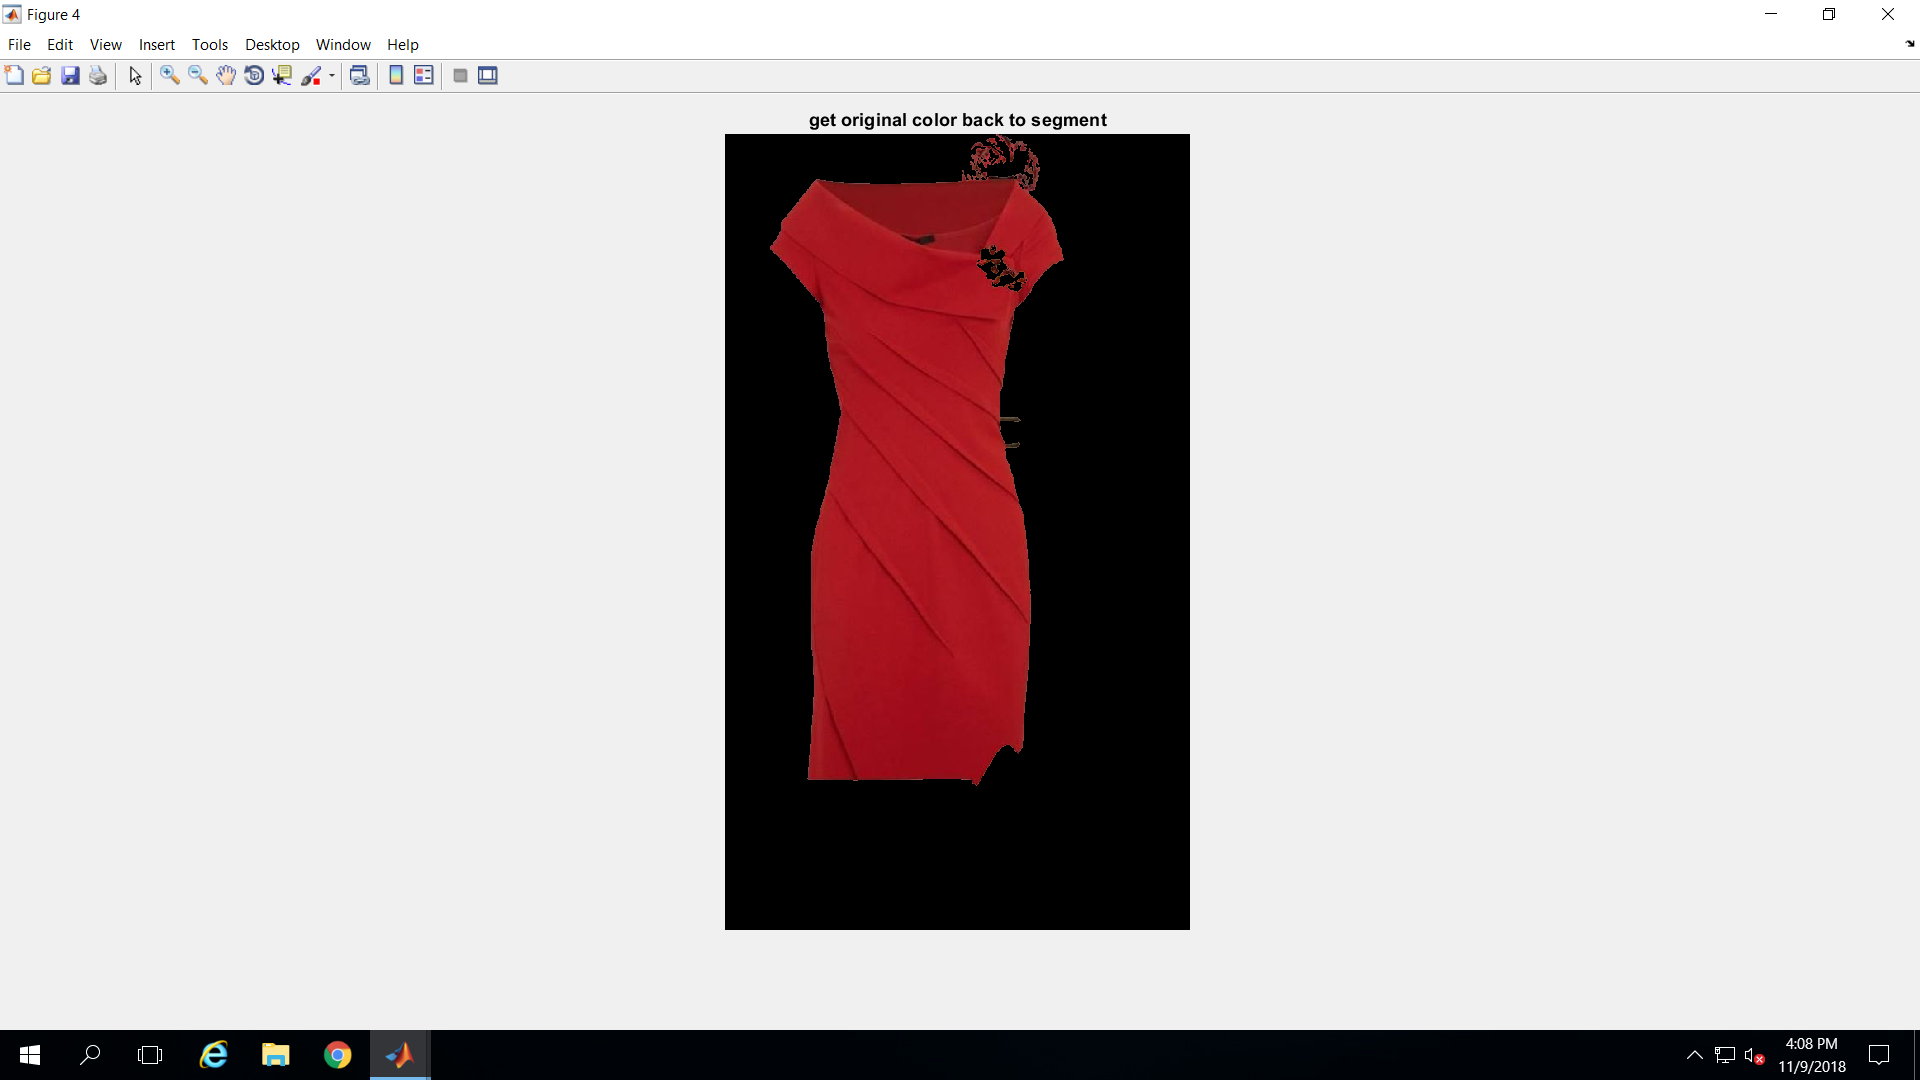 Figure 4
File Edit View Insert Tools Desktop Window Help
get original color back to segment
4:08 PM
11/9/2018